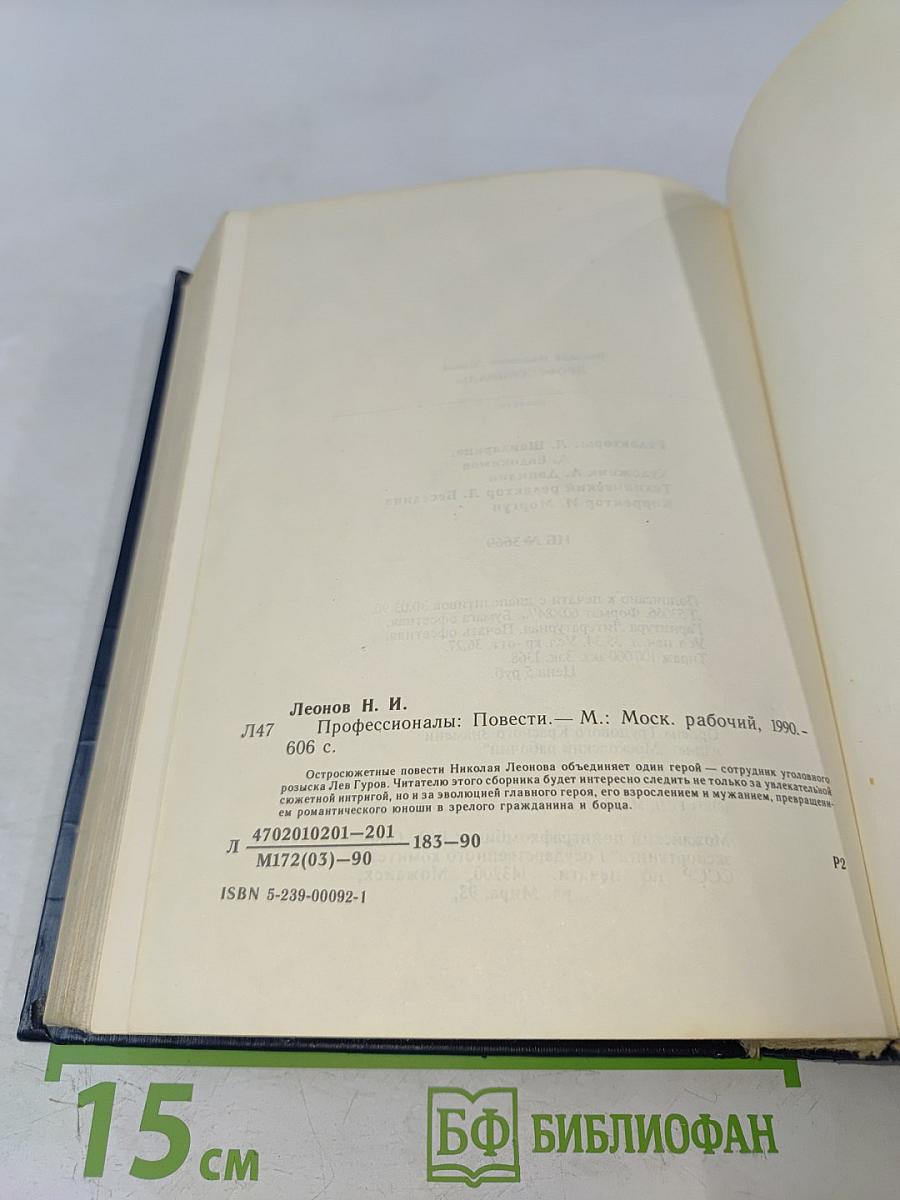 Леонов Н. И.
Л47 Профессионалы: Повести.— М.: Моск. рабочий, 1990.-
606 с.
Остросюжетные повести Николая Леонова объединяет один герой — сотрудник уголовного
розыска Лев Гуров. Читателю этого сборника будет интересно следить не только за увлекательной
сюжетной интригой, но и за эволюцией главного героя, его взрослением и мужанием, превращени-
ем романтического юноши в зрелого гражданина и борца.
Л 4702010201—201 183—90
М172(03)—90
Р2
ISBN 5-239-00092-1
15 см
БФ БИБЛИОФАН